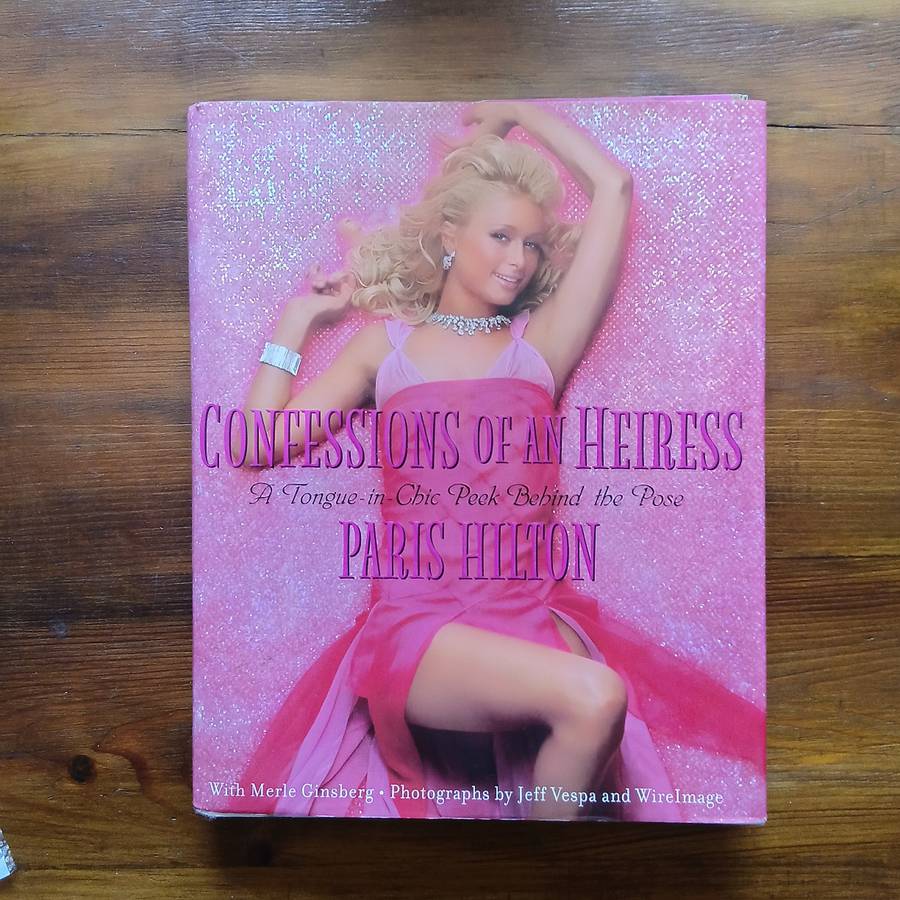 CONFESSIONS OF AN HEIRESS
A Tongue-in-Chic Peek Behind the Pose
PARIS HILTON
With Merle Ginsberg • Photographs by Jeff Vespa and WireImage